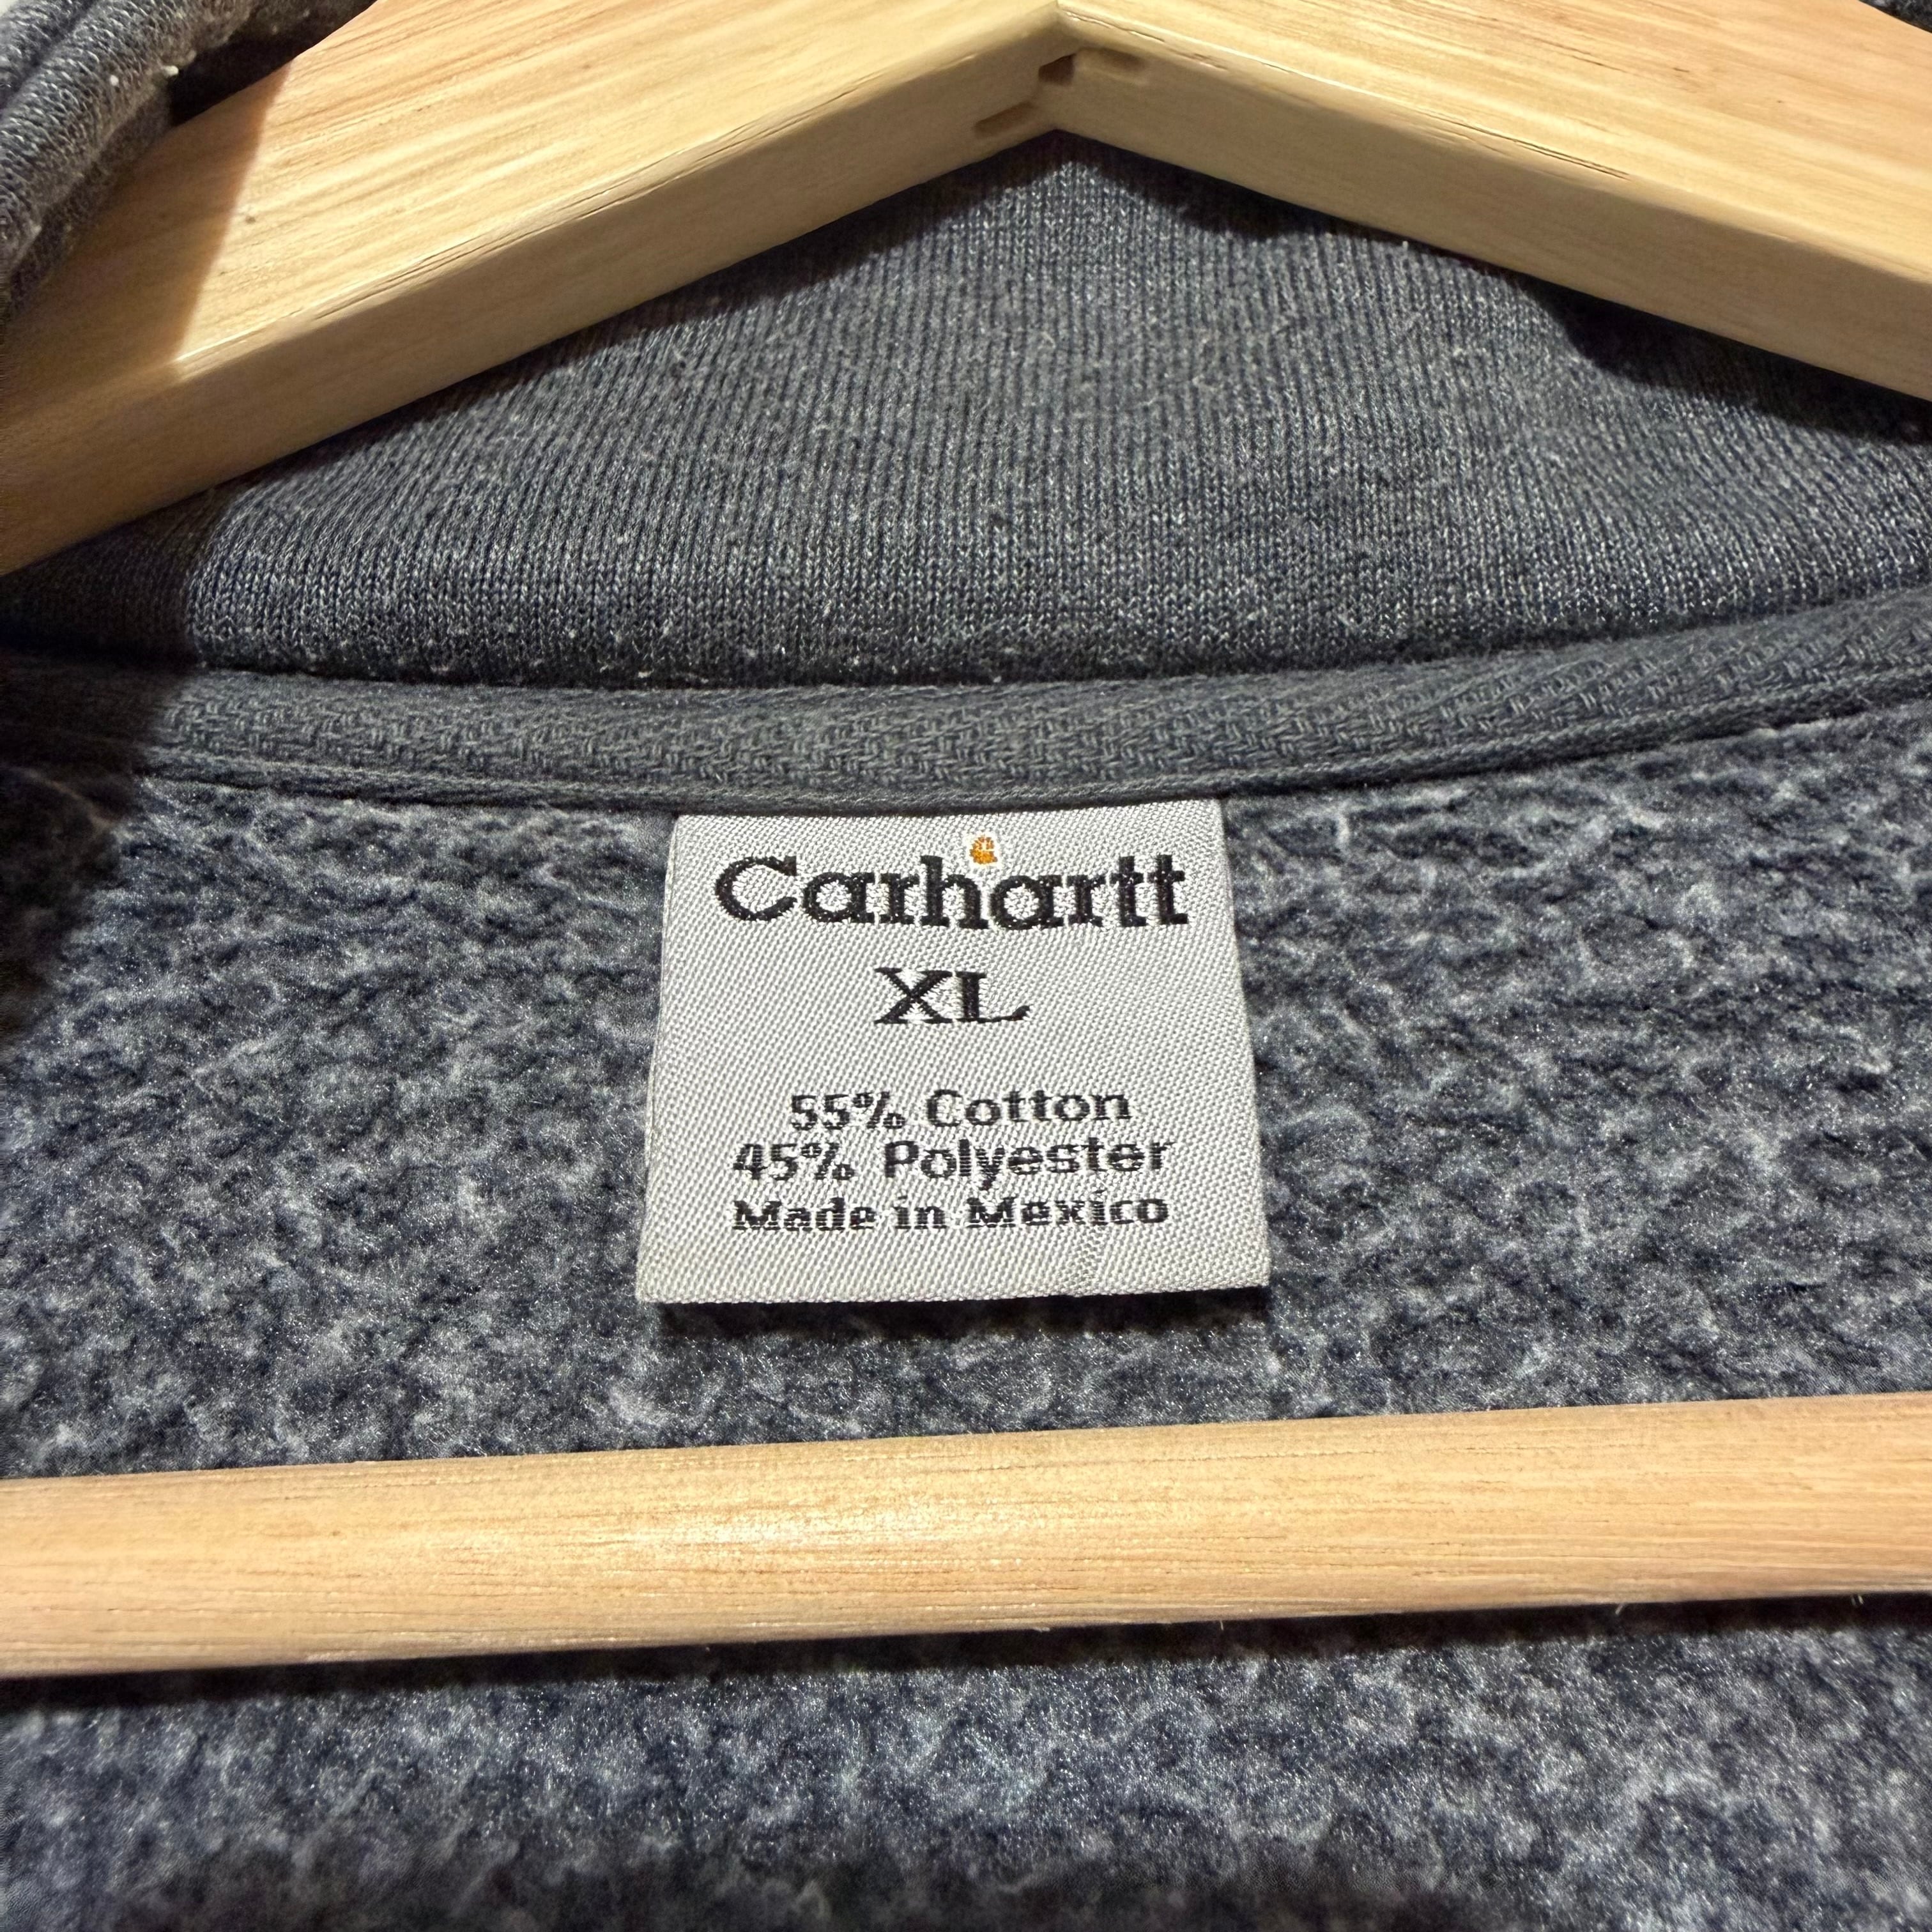 Carhartt
XL
55% Cotton
45% Polyester
Made in Mexico